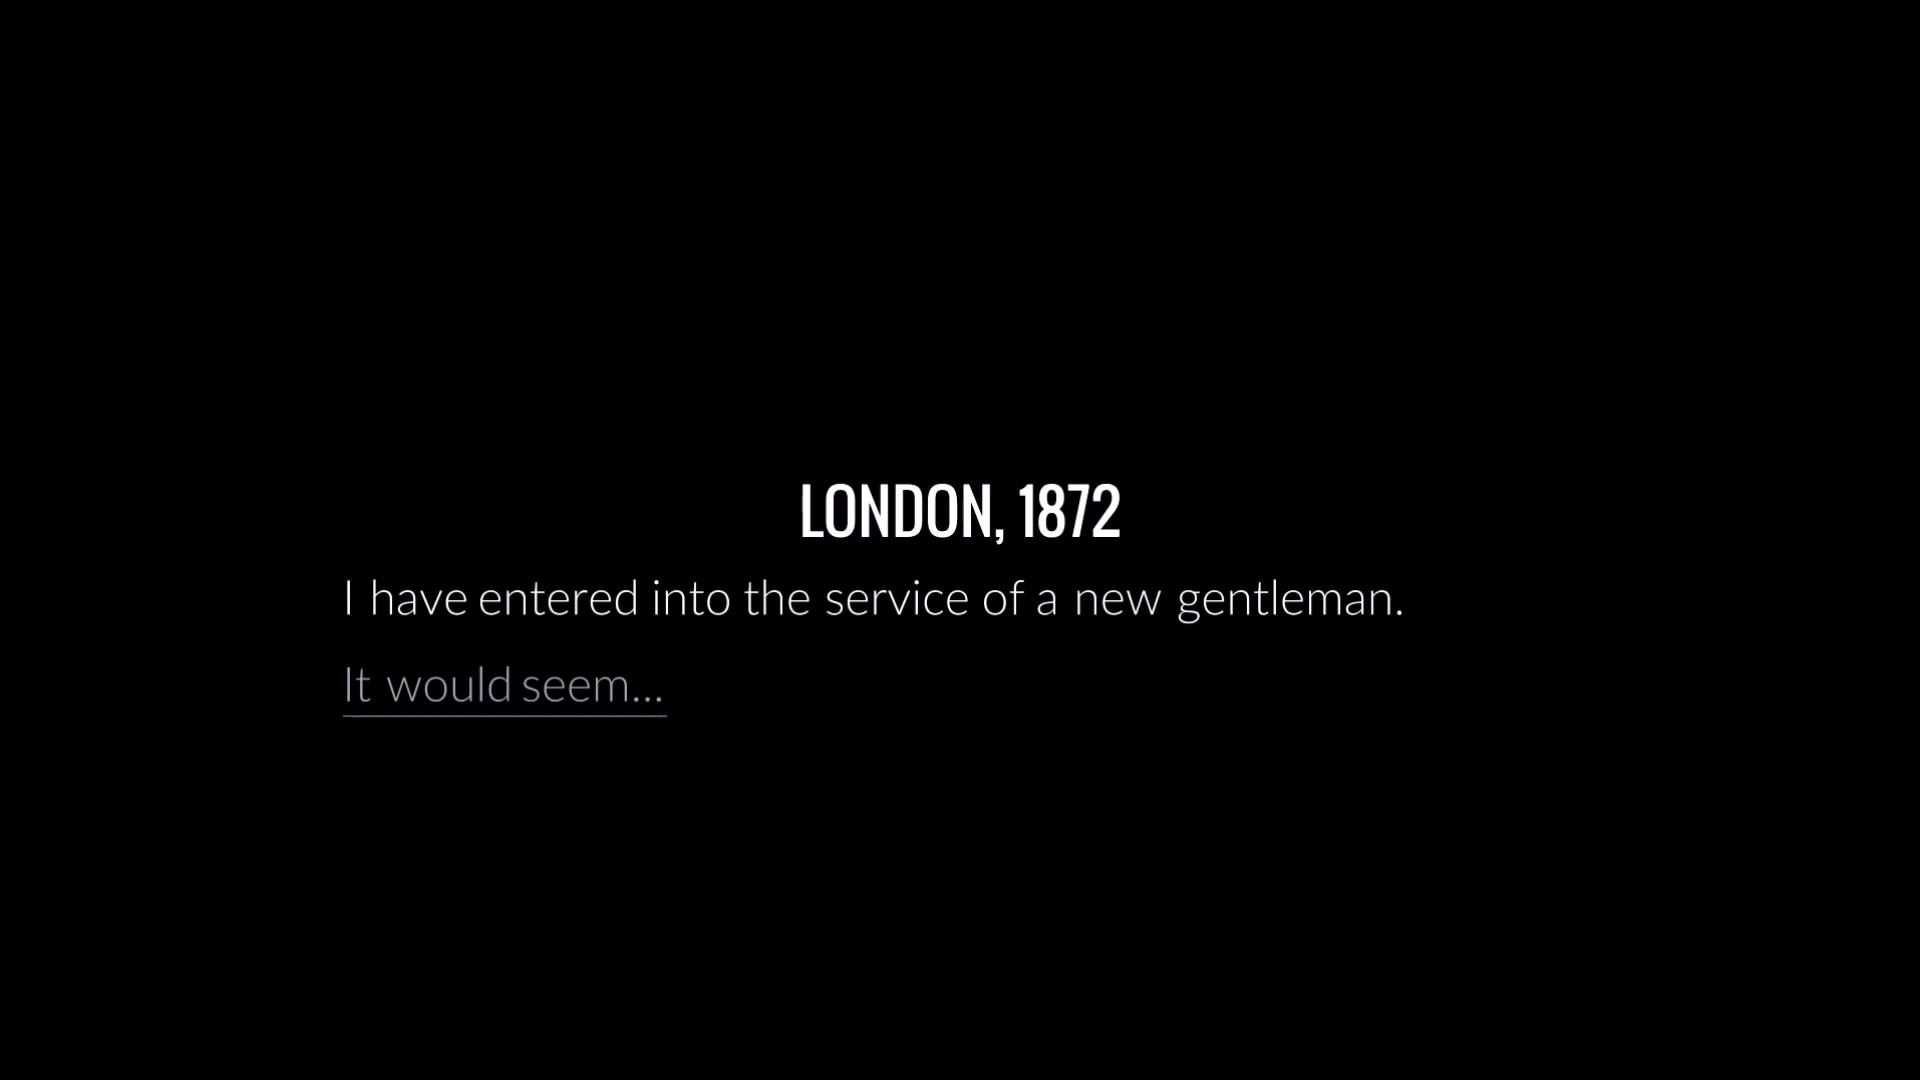 LONDON, 1872
I have entered into the service of a new gentleman.
It would seem...